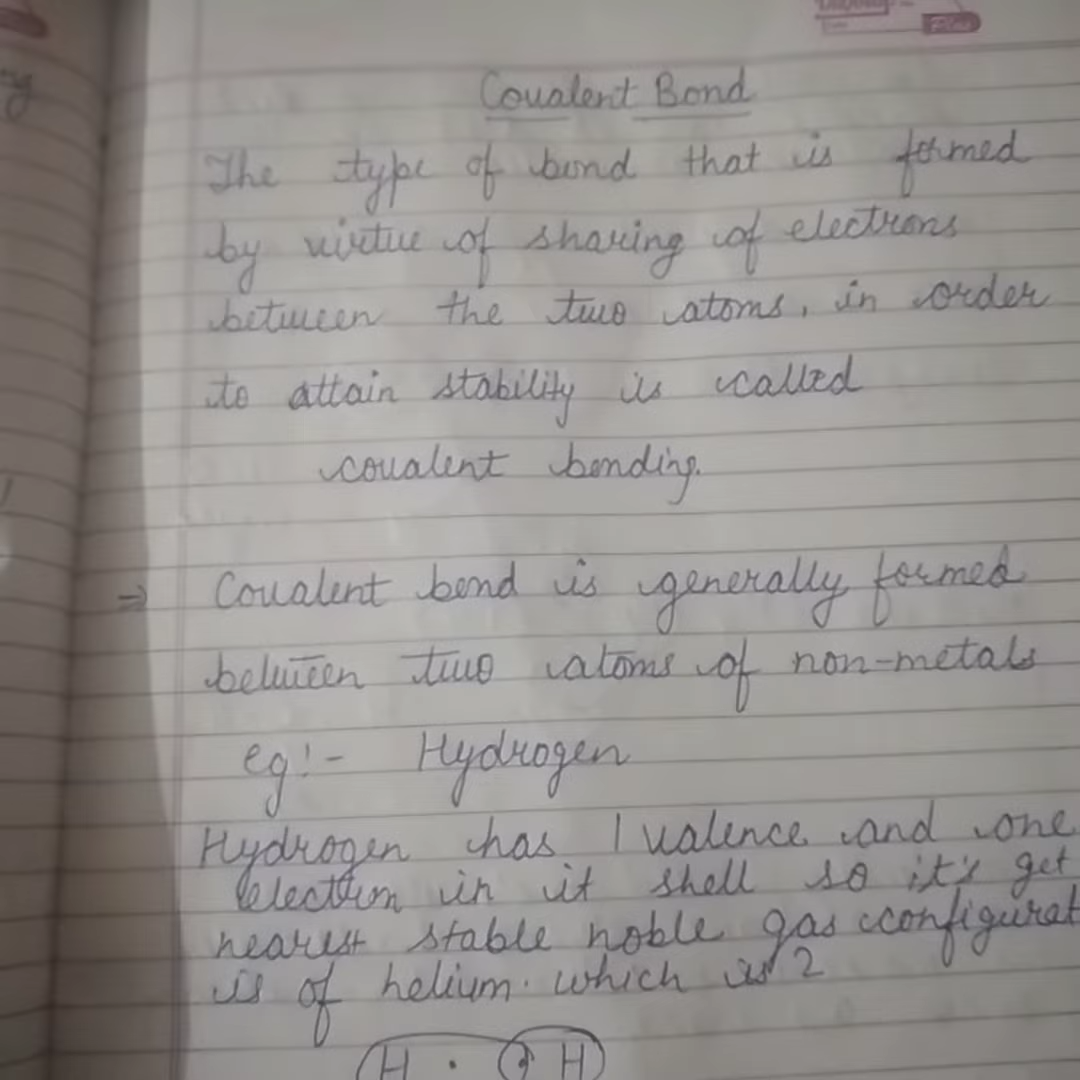 Covalent Bond
The type of bond that is formed
by virtue of sharing of electrons
between the two atoms, in order
to attain stability is called
covalent bonding.
⇒ Covalent bond is generally formed
between two atoms of non-metals
eg:- Hydrogen
Hydrogen has 1 valence and one
electron in it shell so it's get
nearest stable noble gas configurat
is of helium. which is 2
H . H